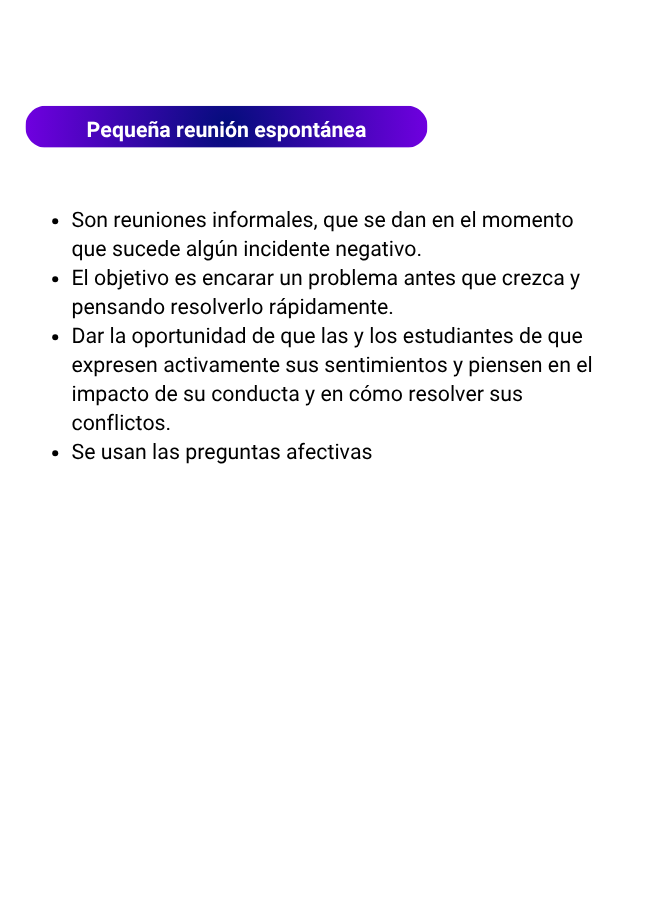 Pequeña reunión espontánea
• Son reuniones informales, que se dan en el momento
que sucede algún incidente negativo.
• El objetivo es encarar un problema antes que crezca y
pensando resolverlo rápidamente.
• Dar la oportunidad de que las y los estudiantes de que
expresen activamente sus sentimientos y piensen en el
impacto de su conducta y en cómo resolver sus
conflictos.
• Se usan las preguntas afectivas